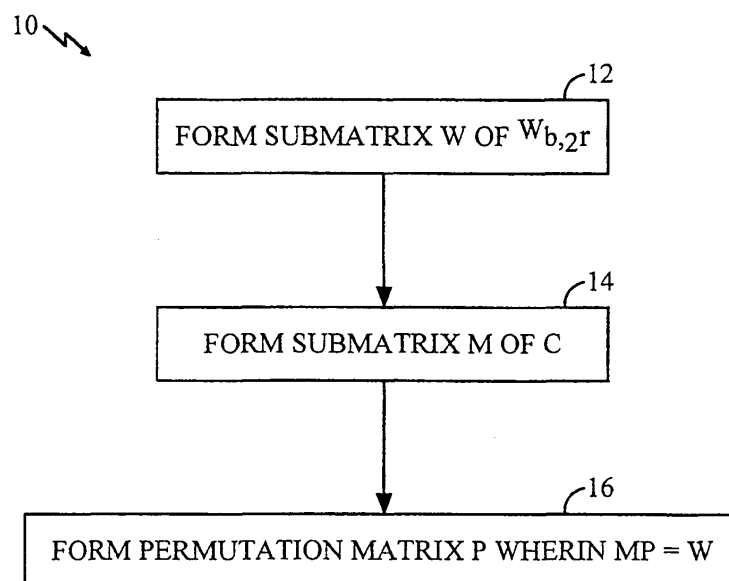 10
12
FORM SUBMATRIX W OF Wb,2r
14
FORM SUBMATRIX M OF C
16
FORM PERMUTATION MATRIX P WHERIN MP = W